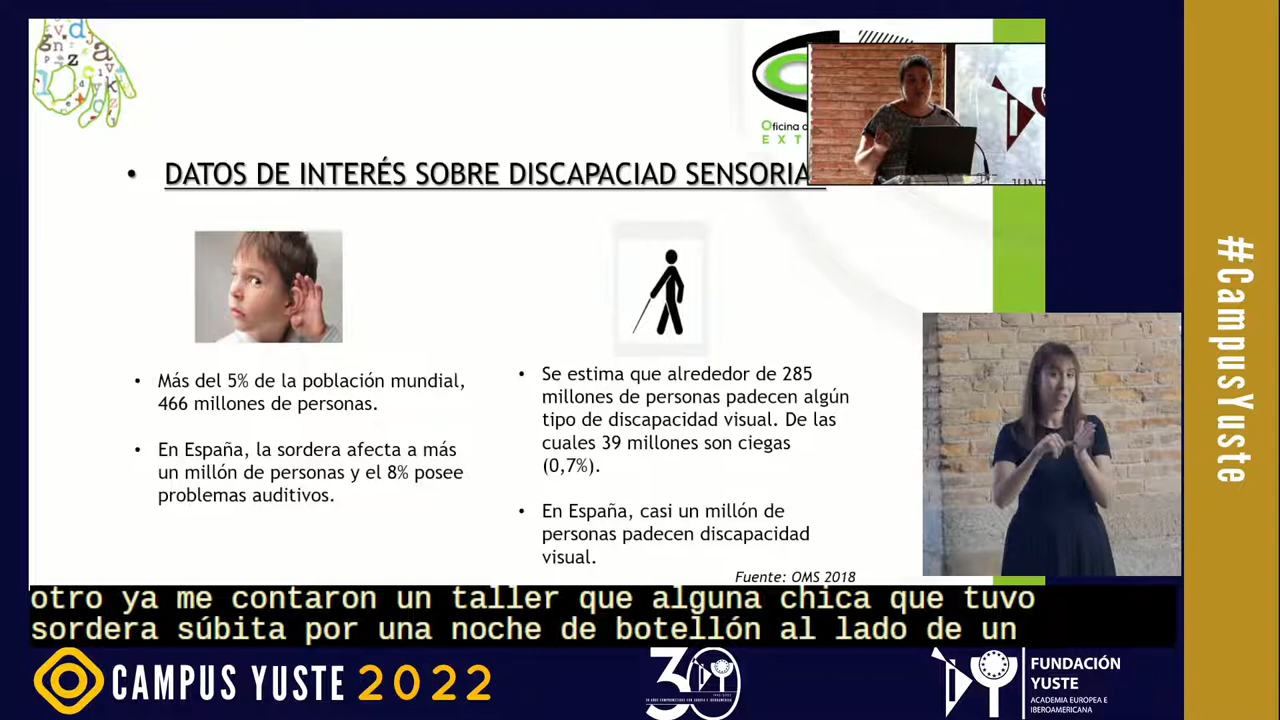 Oficina
EXT
• DATOS DE INTERÉS SOBRE DISCAPACIAD SENSORIA
• Más del 5% de la población mundial,
466 millones de personas.
• En España, la sordera afecta a más
un millón de personas y el 8% posee
problemas auditivos.
• Se estima que alrededor de 285
millones de personas padecen algún
tipo de discapacidad visual. De las
cuales 39 millones son ciegas
(0,7%).
• En España, casi un millón de
personas padecen discapacidad
visual.
Fuente: OMS 2018
#CampusYuste
otro ya me contaron un taller que alguna chica que tuvo
sordera súbita por una noche de botellón al lado de un
CAMPUS YUSTE 2022
30
FUNDACIÓN
YUSTE
ACADEMIA EUROPEA E
IBEROAMERICANA